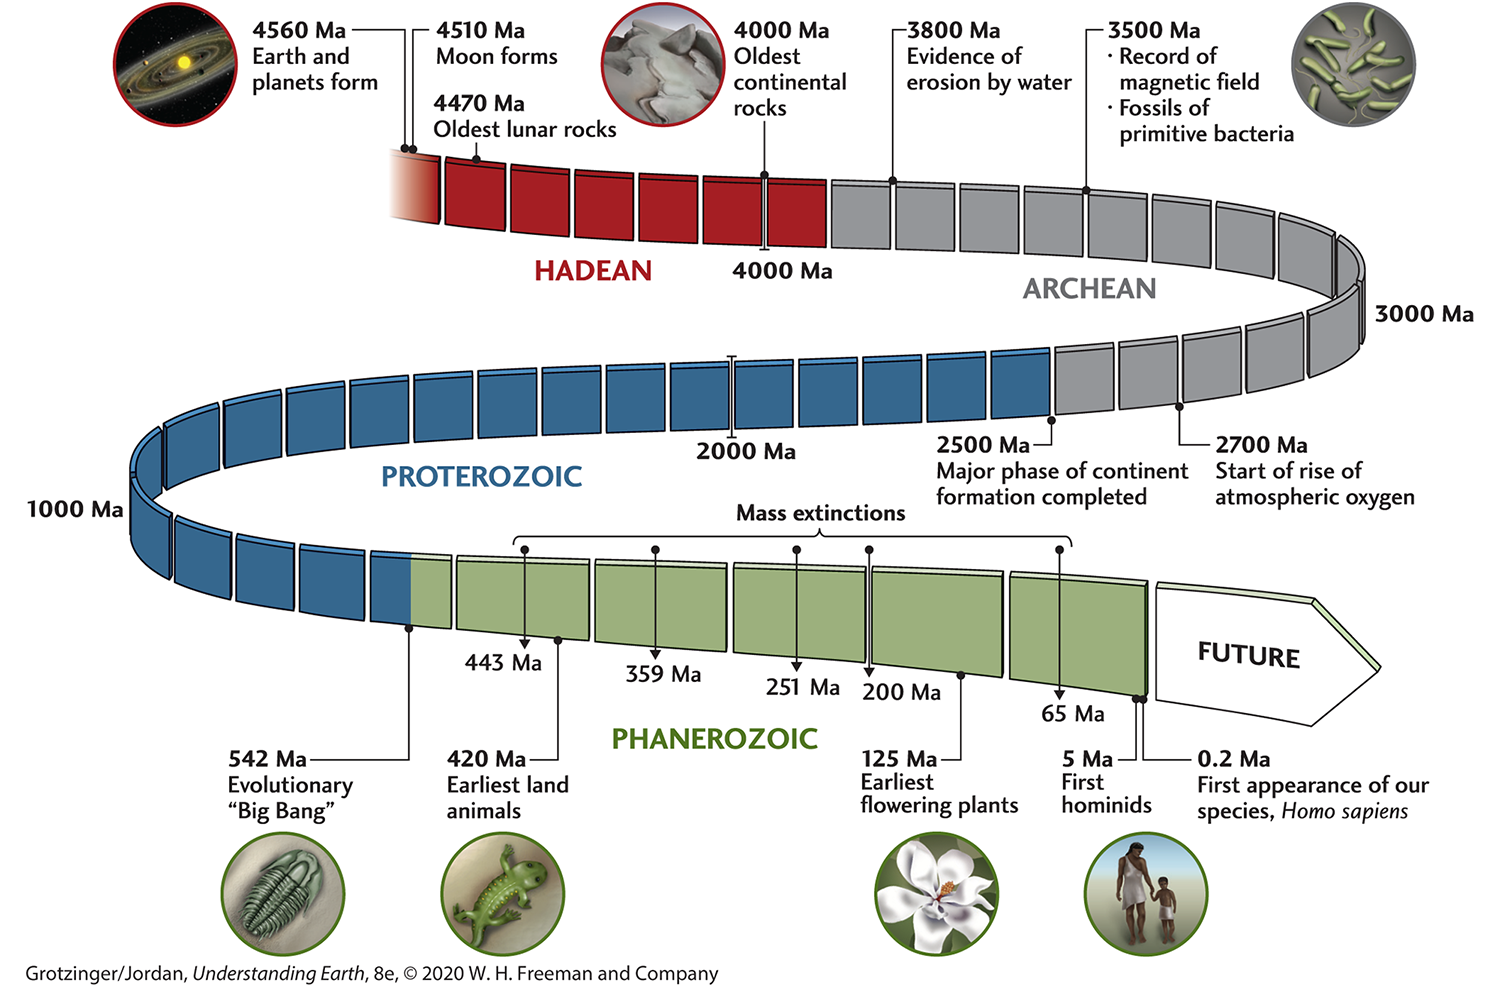 4560 Ma
Earth and
planets form
4510 Ma
Moon forms
4470 Ma
Oldest lunar rocks
4000 Ma
Oldest
continental
rocks
3800 Ma
Evidence of
erosion by water
3500 Ma
· Record of
magnetic field
· Fossils of
primitive bacteria
HADEAN
4000 Ma
ARCHEAN
3000 Ma
2000 Ma
PROTEROZOIC
2500 Ma
Major phase of continent
formation completed
2700 Ma
Start of rise of
atmospheric oxygen
1000 Ma
Mass extinctions
443 Ma
359 Ma
251 Ma
200 Ma
65 Ma
FUTURE
PHANEROZOIC
542 Ma
Evolutionary
“Big Bang”
420 Ma
Earliest land
animals
125 Ma
Earliest
flowering plants
5 Ma
First
hominids
0.2 Ma
First appearance of our
species, Homo sapiens
Grotzinger/Jordan, Understanding Earth, 8e, © 2020 W. H. Freeman and Company